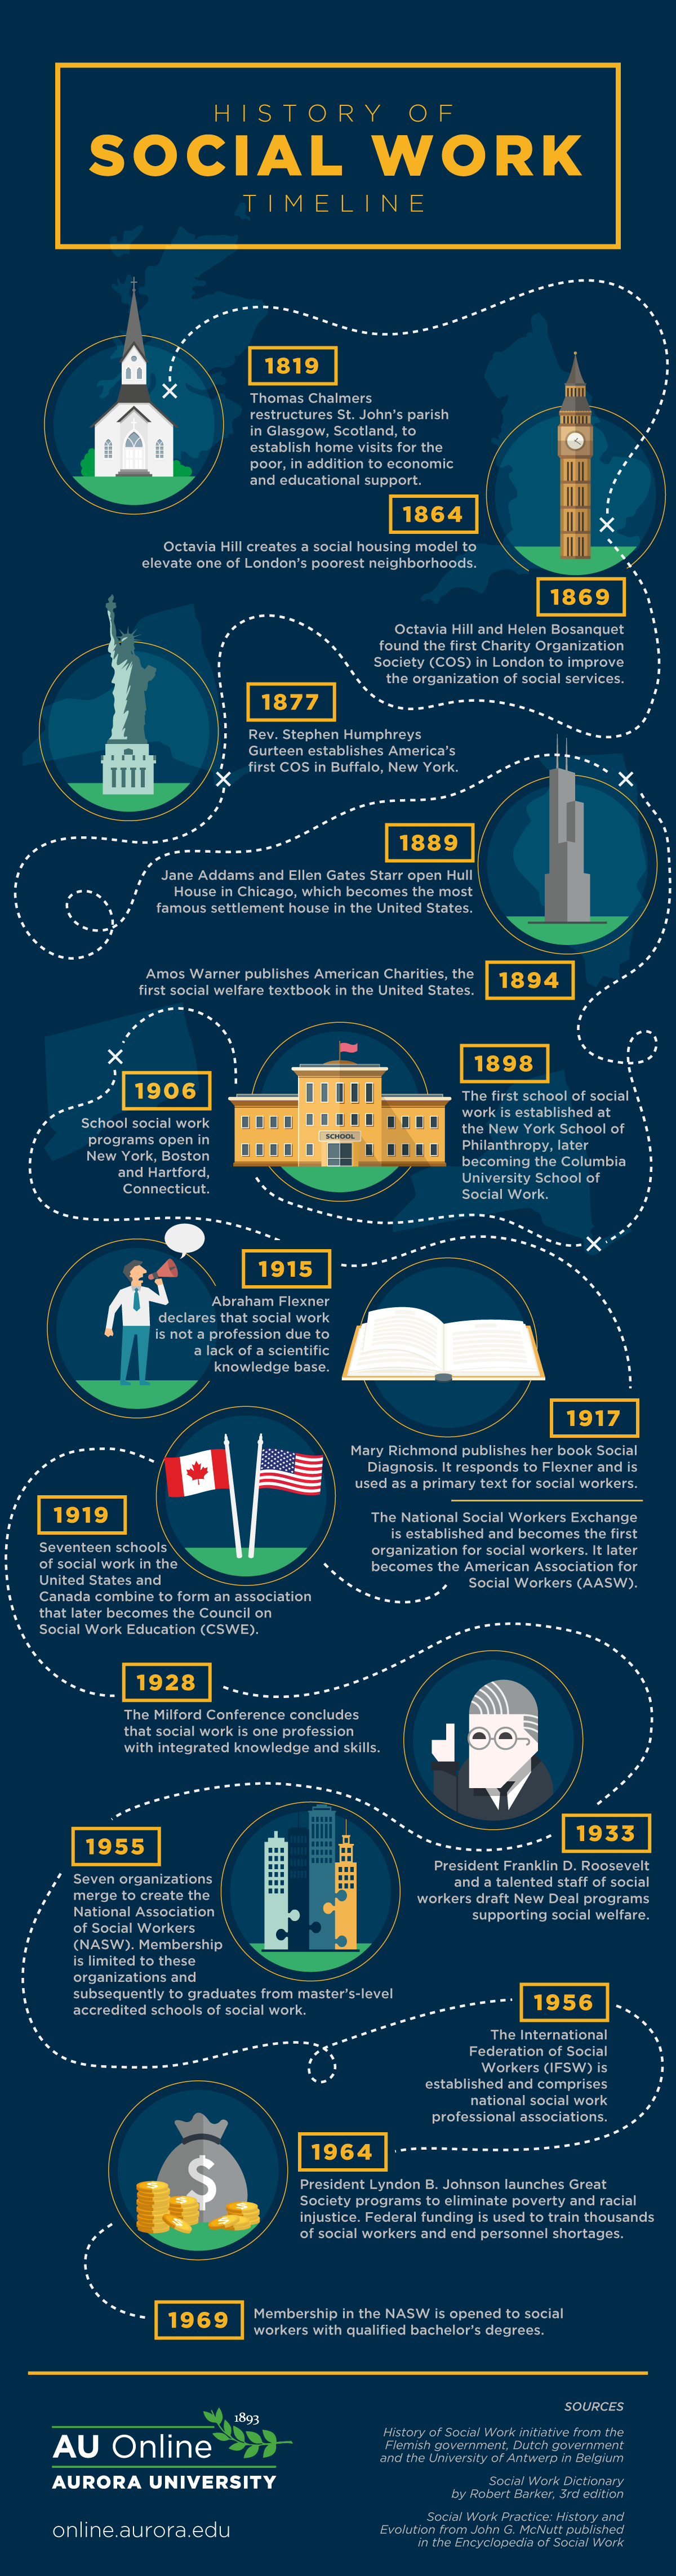 HISTORY OF
SOCIAL WORK
TIMELINE
1819
Thomas Chalmers
restructures St. John's parish
in Glasgow, Scotland, to
establish home visits for the
poor, in addition to economic
and educational support.
1864
Octavia Hill creates a social housing model to
elevate one of London's poorest neighborhoods.
1869
Octavia Hill and Helen Bosanquet
found the first Charity Organization
Society (COS) in London to improve
the organization of social services.
1877
Rev. Stephen Humphreys
Gurteen establishes America's
first COS in Buffalo, New York.
1889
Jane Addams and Ellen Gates Starr open Hull
House in Chicago, which becomes the most
famous settlement house in the United States.
1894
Amos Warner publishes American Charities, the
first social welfare textbook in the United States.
1898
The first school of social
work is established at
the New York School of
Philanthropy, later
becoming the Columbia
University School of
Social Work.
SCHOOL
1906
School social work
programs open in
New York, Boston
and Hartford,
Connecticut.
1915
Abraham Flexner
declares that social work
is not a profession due to
a lack of a scientific
knowledge base.
1917
Mary Richmond publishes her book Social
Diagnosis. It responds to Flexner and is
used as a primary text for social workers.
The National Social Workers Exchange
is established and becomes the first
organization for social workers. It later
becomes the American Association for
Social Workers (AASW).
1919
Seventeen schools
of social work in the
United States and
Canada combine to form an association
that later becomes the Council on
Social Work Education (CSWE).
1928
The Milford Conference concludes
that social work is one profession
with integrated knowledge and skills.
1933
President Franklin D. Roosevelt
and a talented staff of social
workers draft New Deal programs
supporting social welfare.
1955
Seven organizations
merge to create the
National Association
of Social Workers
(NASW). Membership
is limited to these
organizations and
subsequently to graduates from master's-level
accredited schools of social work.
1956
The International
Federation of Social
Workers (IFSW) is
established and comprises
national social work
professional associations.
$
1964
President Lyndon B. Johnson launches Great
Society programs to eliminate poverty and racial
injustice. Federal funding is used to train thousands
of social workers and end personnel shortages.
1969
Membership in the NASW is opened to social
workers with qualified bachelor's degrees.
1893
AU Online
AURORA UNIVERSITY
online.aurora.edu
SOURCES
History of Social Work initiative from the
Flemish government, Dutch government
and the University of Antwerp in Belgium
Social Work Dictionary
by Robert Barker, 3rd edition
Social Work Practice: History and
Evolution from John G. McNutt published
in the Encyclopedia of Social Work